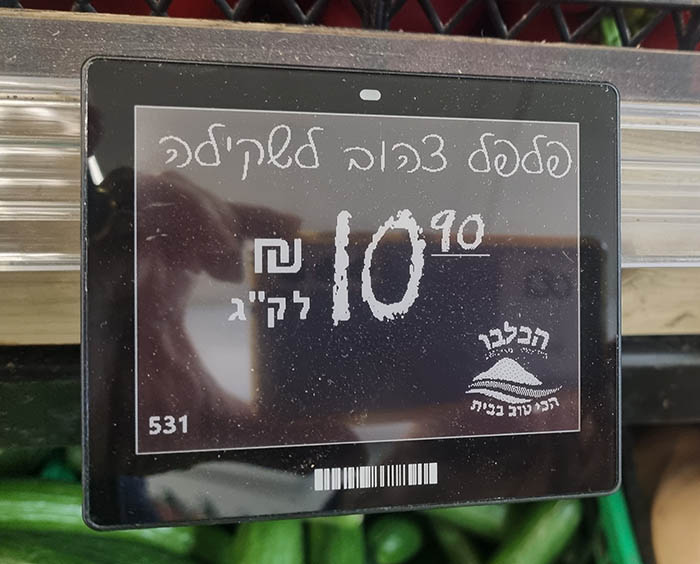 פלפל צהוב לשקילה
10.90 ₪
לק"ג
הכלבו
הכי טוב בבית
531